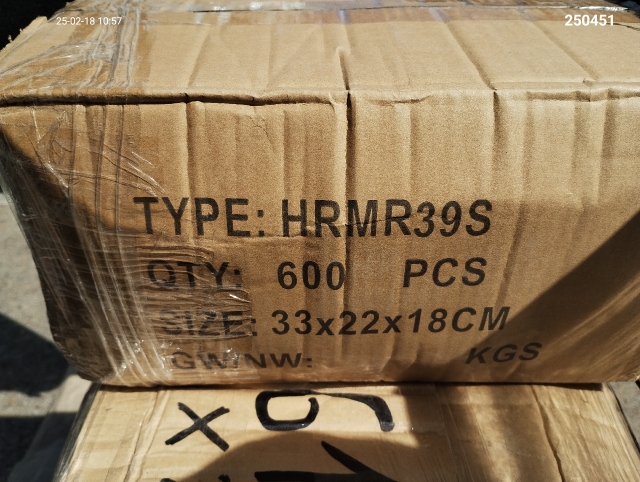 25-02-18 10:57
250451
TYPE: HRMR39S
QTY: 600 PCS
SIZE: 33x22x18CM
GW/NW: KGS